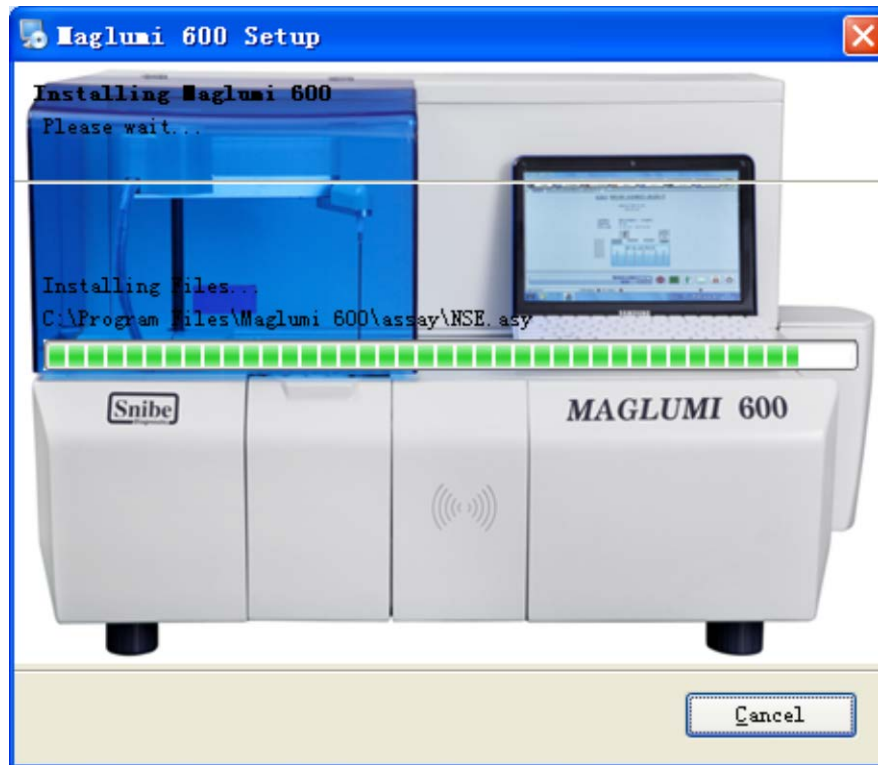 Maglumi 600 Setup
Installing Maglumi 600
Please wait...
Installing Files...
C:\Program Files\Maglumi 600\assay\NSE.asy
Snibe
Diagnostic
MAGLUMI 600
Cancel